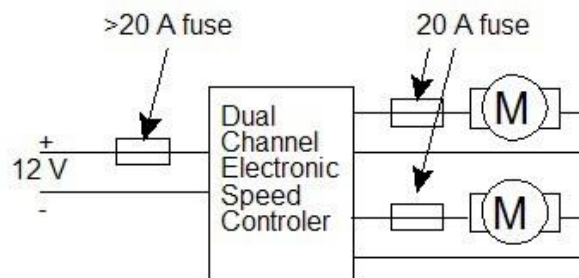 >20 A fuse
20 A fuse
+
12 V
-
Dual
Channel
Electronic
Speed
Controler
M
M